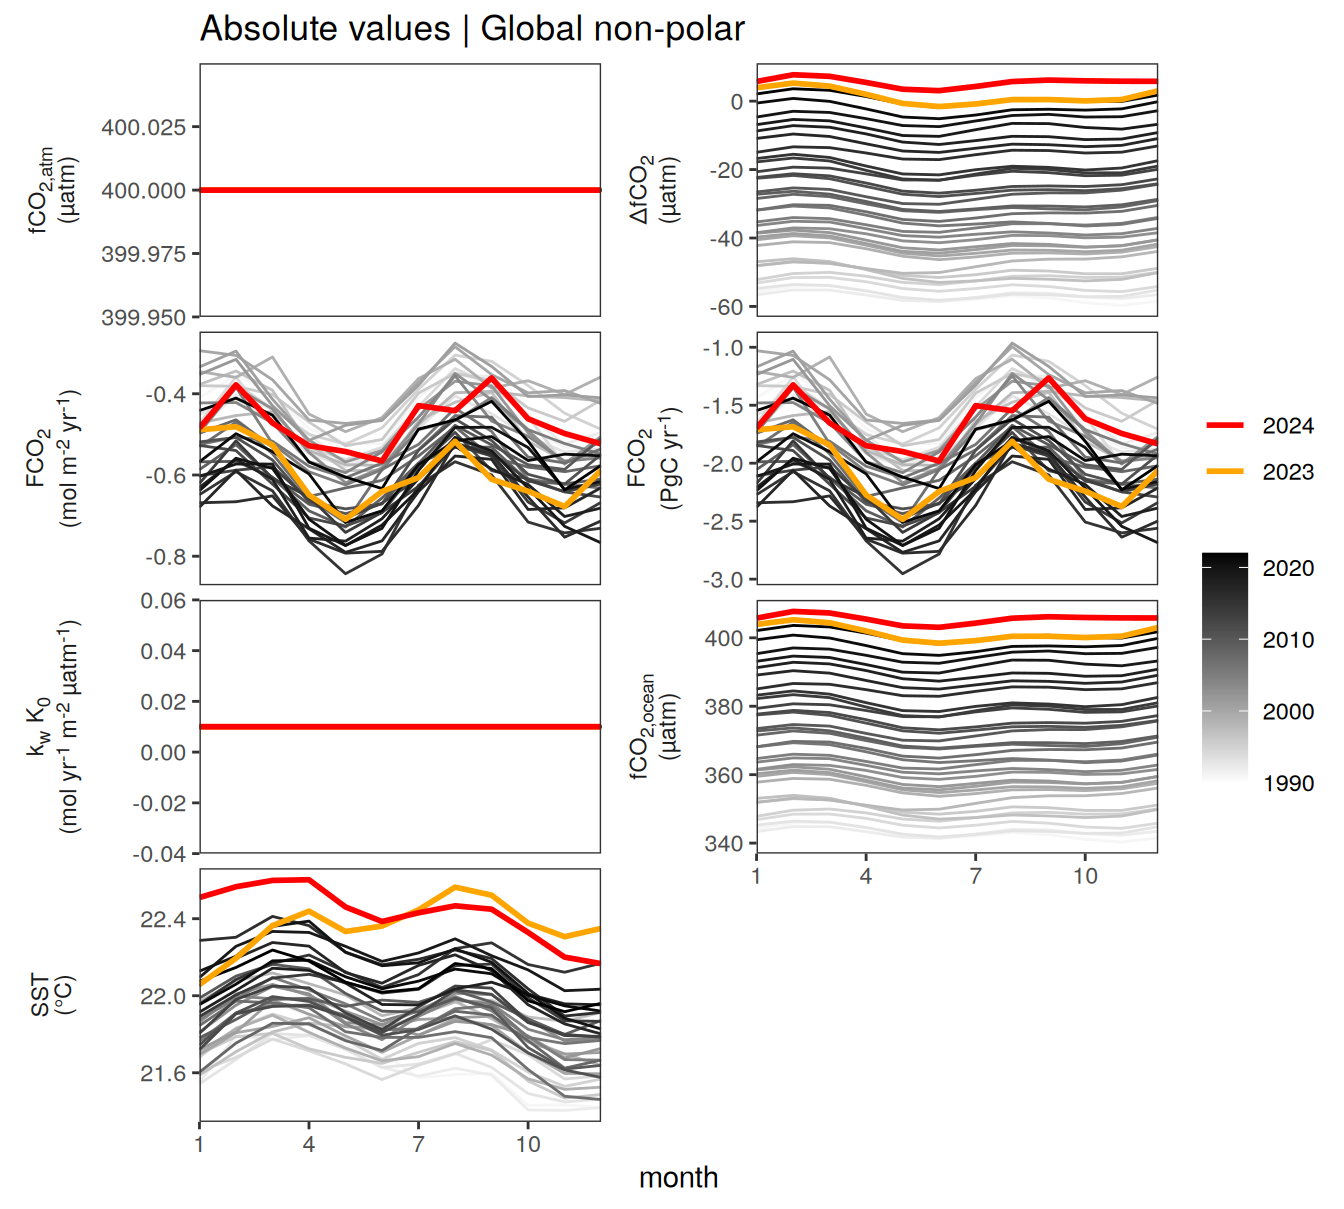 Absolute values | Global non-polar
fCO2,atm
(µatm)
400.025
400.000
399.975
399.950
ΔfCO2
(µatm)
0
-20
-40
-60
FCO2
(mol m-2 yr-1)
-0.4
-0.6
-0.8
FCO2
(PgC yr-1)
-1.0
-1.5
-2.0
-2.5
-3.0
kw K0
(mol yr-1 m-2 µatm-1)
0.06
0.04
0.02
0.00
-0.02
-0.04
fCO2,ocean
(µatm)
400
380
360
340
1 4 7 10
SST
(°C)
22.4
22.0
21.6
1 4 7 10
month
2024
2023
2020
2010
2000
1990